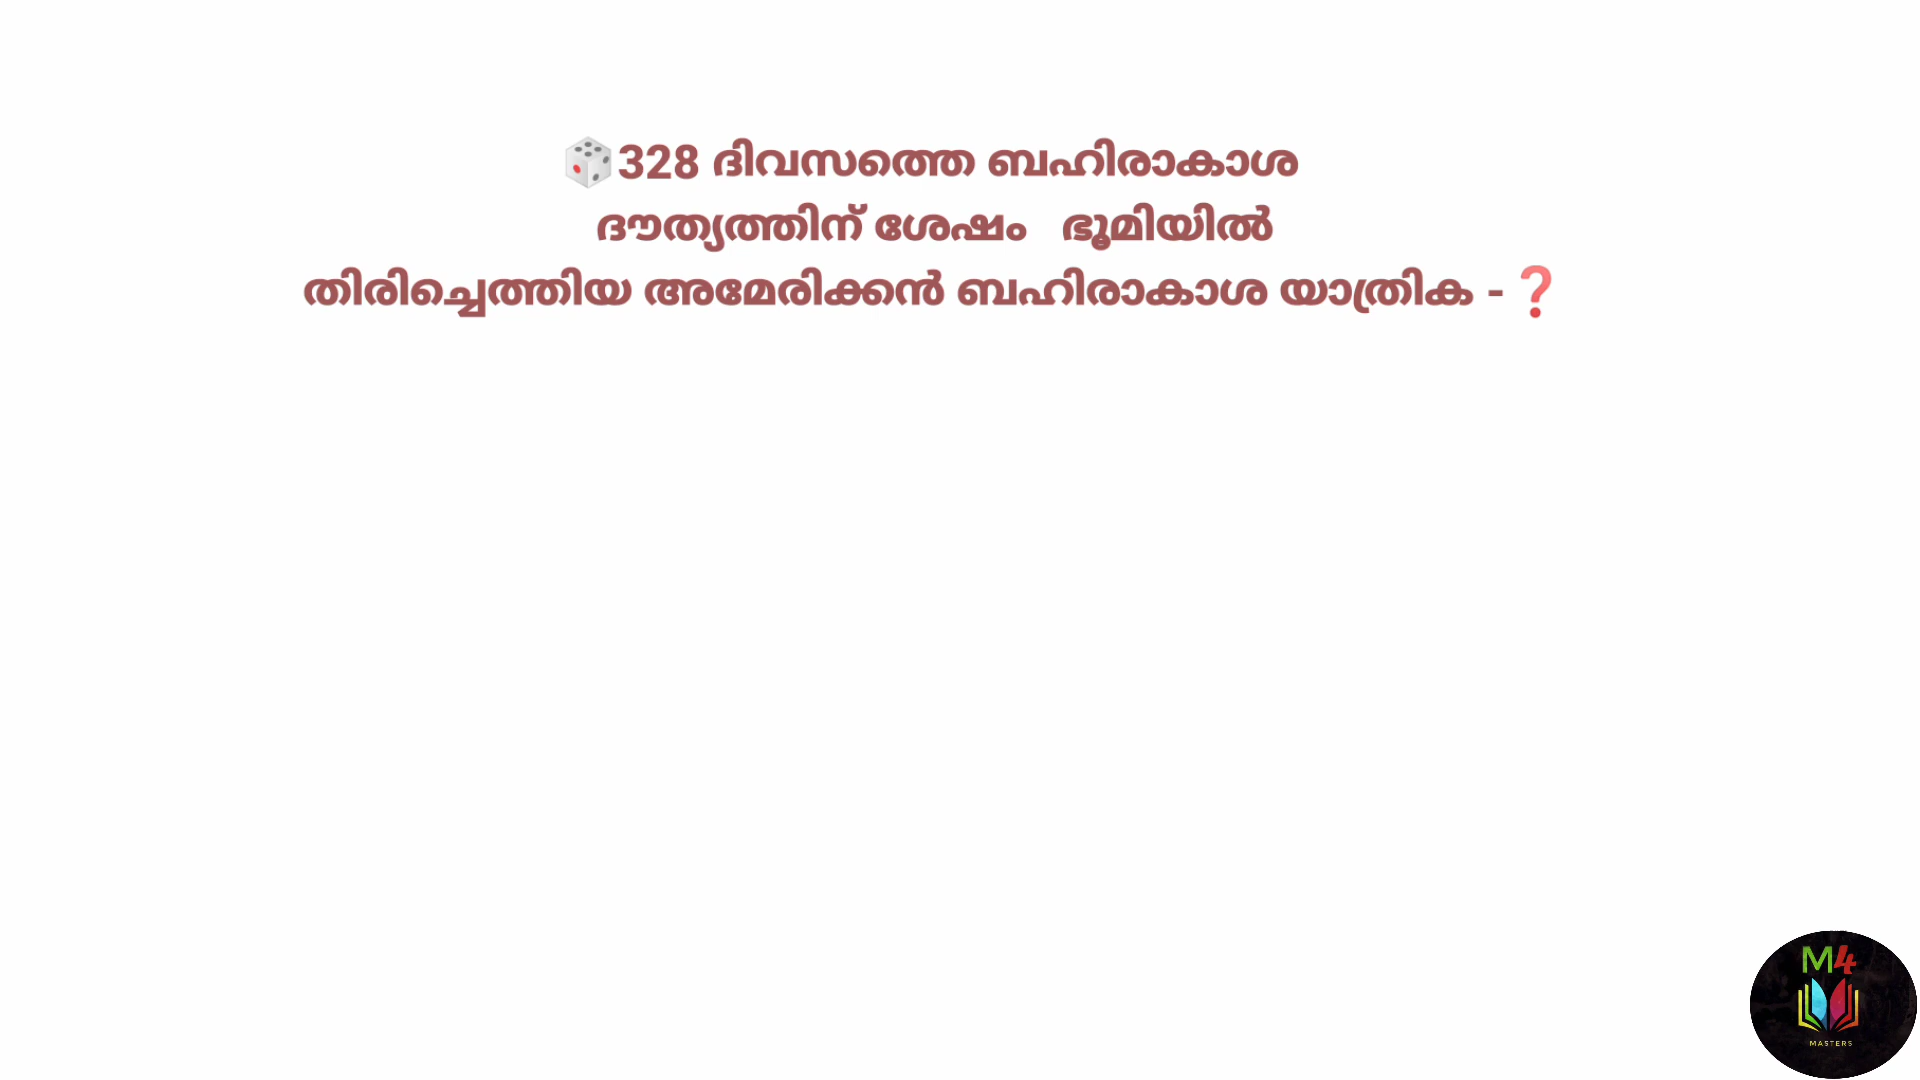 🎲328 ദിവസത്തെ ബഹിരാകാശ
ദൗത്യത്തിന് ശേഷം ഭൂമിയിൽ
തിരിച്ചെത്തിയ അമേരിക്കൻ ബഹിരാകാശ യാത്രിക -❓
M4
MASTERS